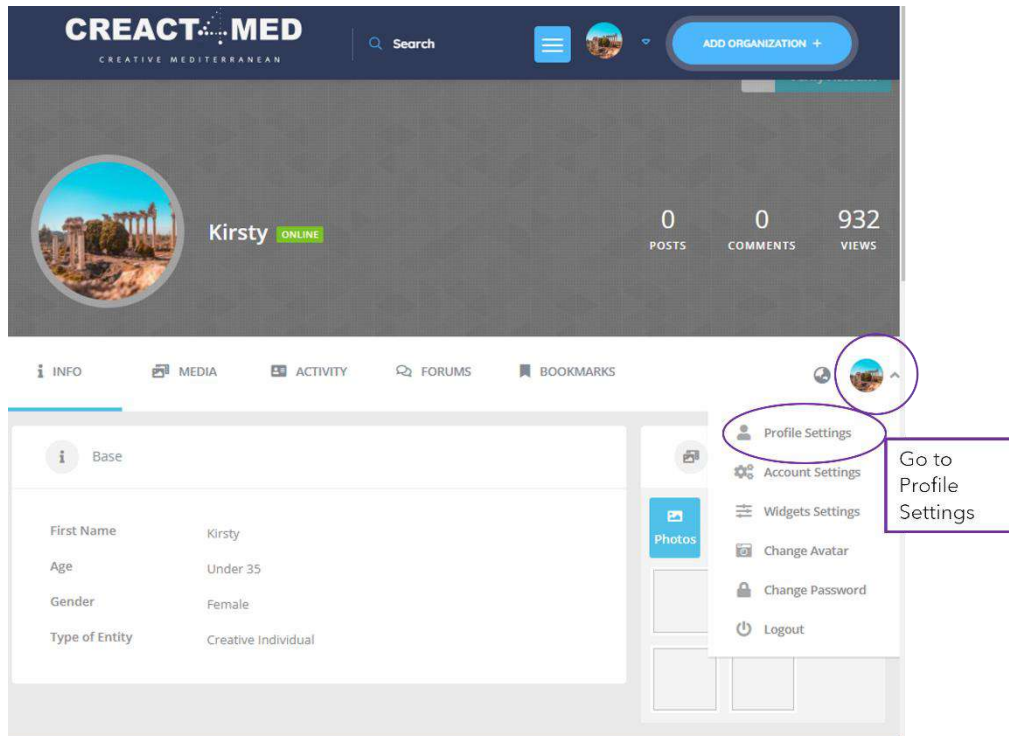 CREACT4MED
CREATIVE MEDITERRANEAN
Search
ADD ORGANIZATION +
Kirsty ONLINE
0 0 932
POSTS COMMENTS VIEWS
INFO MEDIA ACTIVITY FORUMS BOOKMARKS
Base
First Name Kirsty
Age Under 35
Gender Female
Type of Entity Creative Individual
Photos
Profile Settings
Account Settings
Widgets Settings
Change Avatar
Change Password
Logout
Go to
Profile
Settings